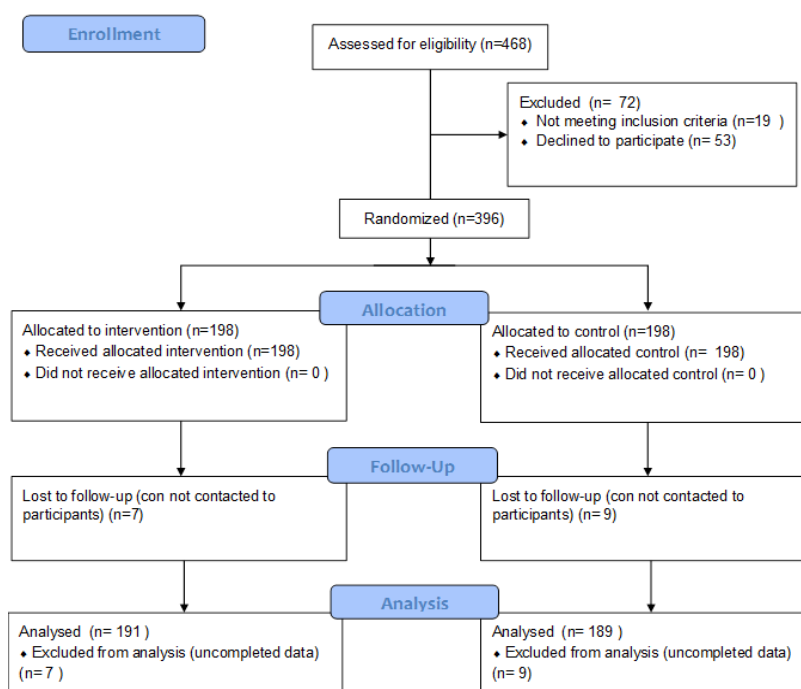 Enrollment
Assessed for eligibility (n=468)
Excluded (n= 72)
⬥ Not meeting inclusion criteria (n=19 )
⬥ Declined to participate (n= 53)
Randomized (n=396)
Allocation
Allocated to intervention (n=198)
⬥ Received allocated intervention (n=198)
⬥ Did not receive allocated intervention (n= 0 )
Allocated to control (n=198)
⬥ Received allocated control (n= 198)
⬥ Did not receive allocated control (n= 0 )
Follow-Up
Lost to follow-up (con not contacted to
participants) (n=7)
Lost to follow-up (con not contacted to
participants) (n= 9)
Analysis
Analysed (n= 191 )
⬥ Excluded from analysis (uncompleted data)
(n= 7 )
Analysed (n= 189 )
⬥ Excluded from analysis (uncompleted data)
(n= 9)